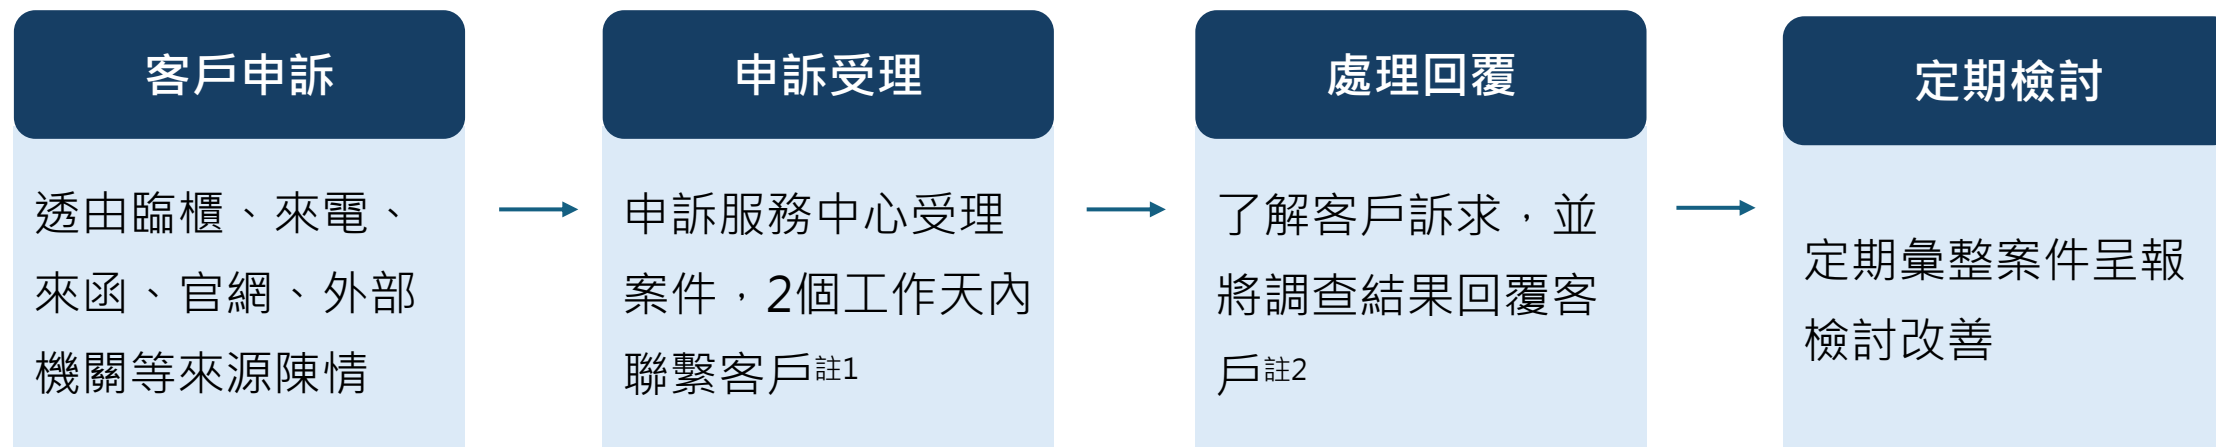 客戶申訴
透由臨櫃、來電、
來函、官網、外部
機關等來源陳情
申訴受理
申訴服務中心受理
案件，2個工作天內
聯繫客戶註1
處理回覆
了解客戶訴求，並
將調查結果回覆客
戶註2
定期檢討
定期彙整案件呈報
檢討改善